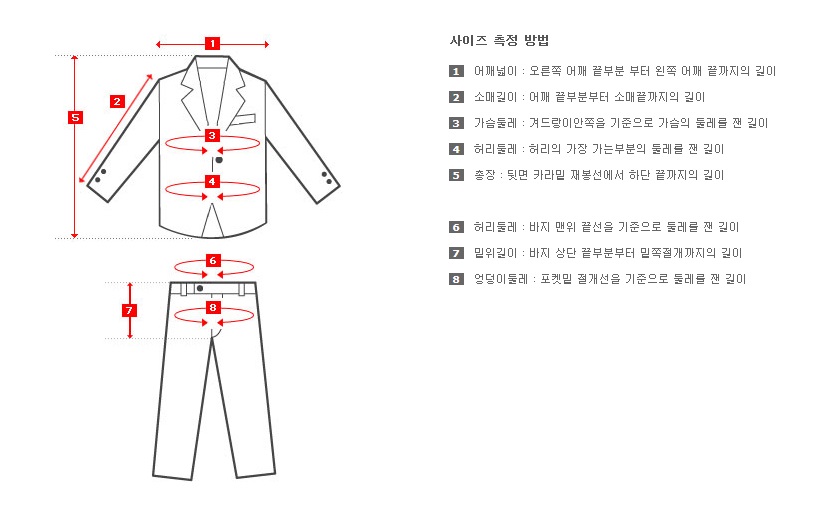 사이즈 측정 방법
1 어깨넓이 : 오른쪽 어깨 끝부분 부터 왼쪽 어깨 끝까지의 길이
2 소매길이 : 어깨 끝부분부터 소매끝까지의 길이
3 가슴둘레 : 겨드랑이안쪽을 기준으로 가슴의 둘레를 잰 길이
4 허리둘레 : 허리의 가장 가는부분의 둘레를 잰 길이
5 총장 : 뒷면 카라밑 재봉선에서 하단 끝까지의 길이
6 허리둘레 : 바지 맨위 끝선을 기준으로 둘레를 잰 길이
7 밑위길이 : 바지 상단 끝부분부터 밑쪽절개까지의 길이
8 엉덩이둘레 : 포켓밑 절개선을 기준으로 둘레를 잰 길이
1
2
5
3
4
6
7
8